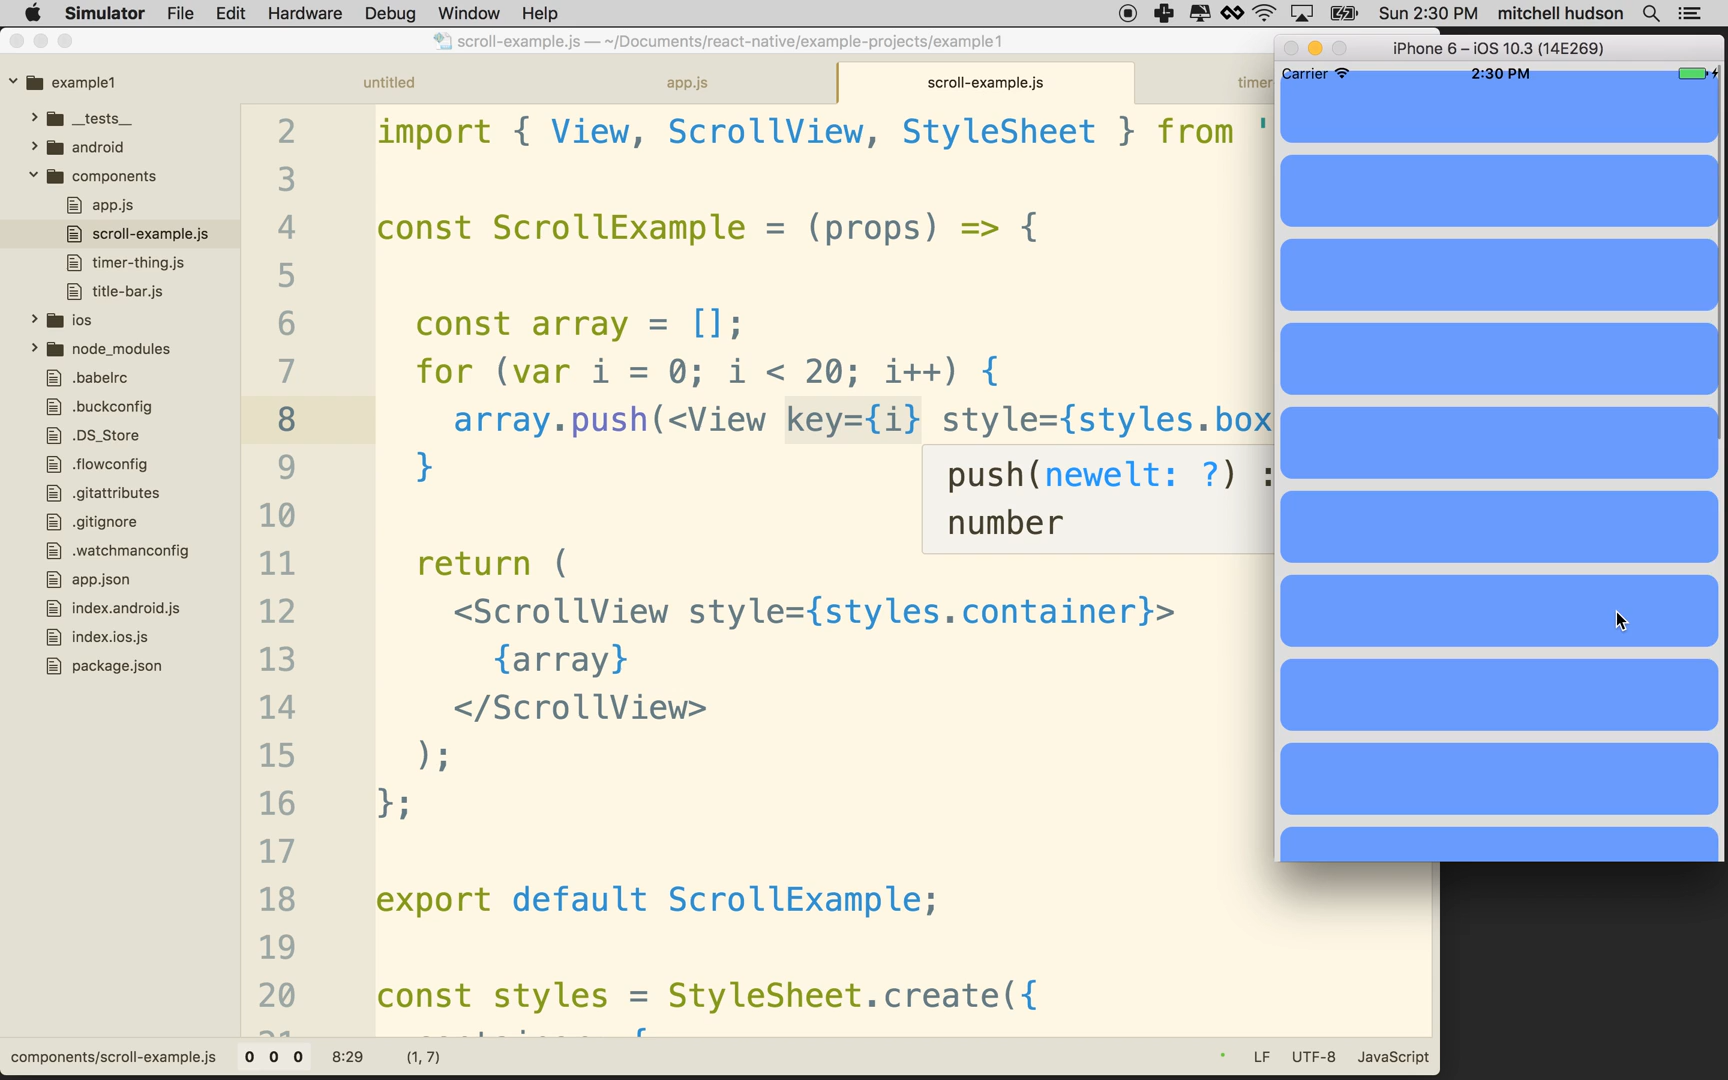 Simulator File Edit Hardware Debug Window Help Sun 2:30 PM mitchell hudson
scroll-example.js — ~/Documents/react-native/example-projects/example1
iPhone 6 – iOS 10.3 (14E269)
Carrier 2:30 PM
example1
__tests__
android
components
app.js
scroll-example.js
timer-thing.js
title-bar.js
ios
node_modules
.babelrc
.buckconfig
.DS_Store
.flowconfig
.gitattributes
.gitignore
.watchmanconfig
app.json
index.android.js
index.ios.js
package.json
untitled app.js scroll-example.js timer
2 import { View, ScrollView, StyleSheet } from '
3
4 const ScrollExample = (props) => {
5
6 const array = [];
7 for (var i = 0; i < 20; i++) {
8 array.push(<View key={i} style={styles.box
9 }
push(newelt: ?) :
number
10
11 return (
12 <ScrollView style={styles.container}>
13 {array}
14 </ScrollView>
15 );
16 };
17
18 export default ScrollExample;
19
20 const styles = StyleSheet.create({
components/scroll-example.js 0 0 0 8:29 (1, 7) LF UTF-8 JavaScript